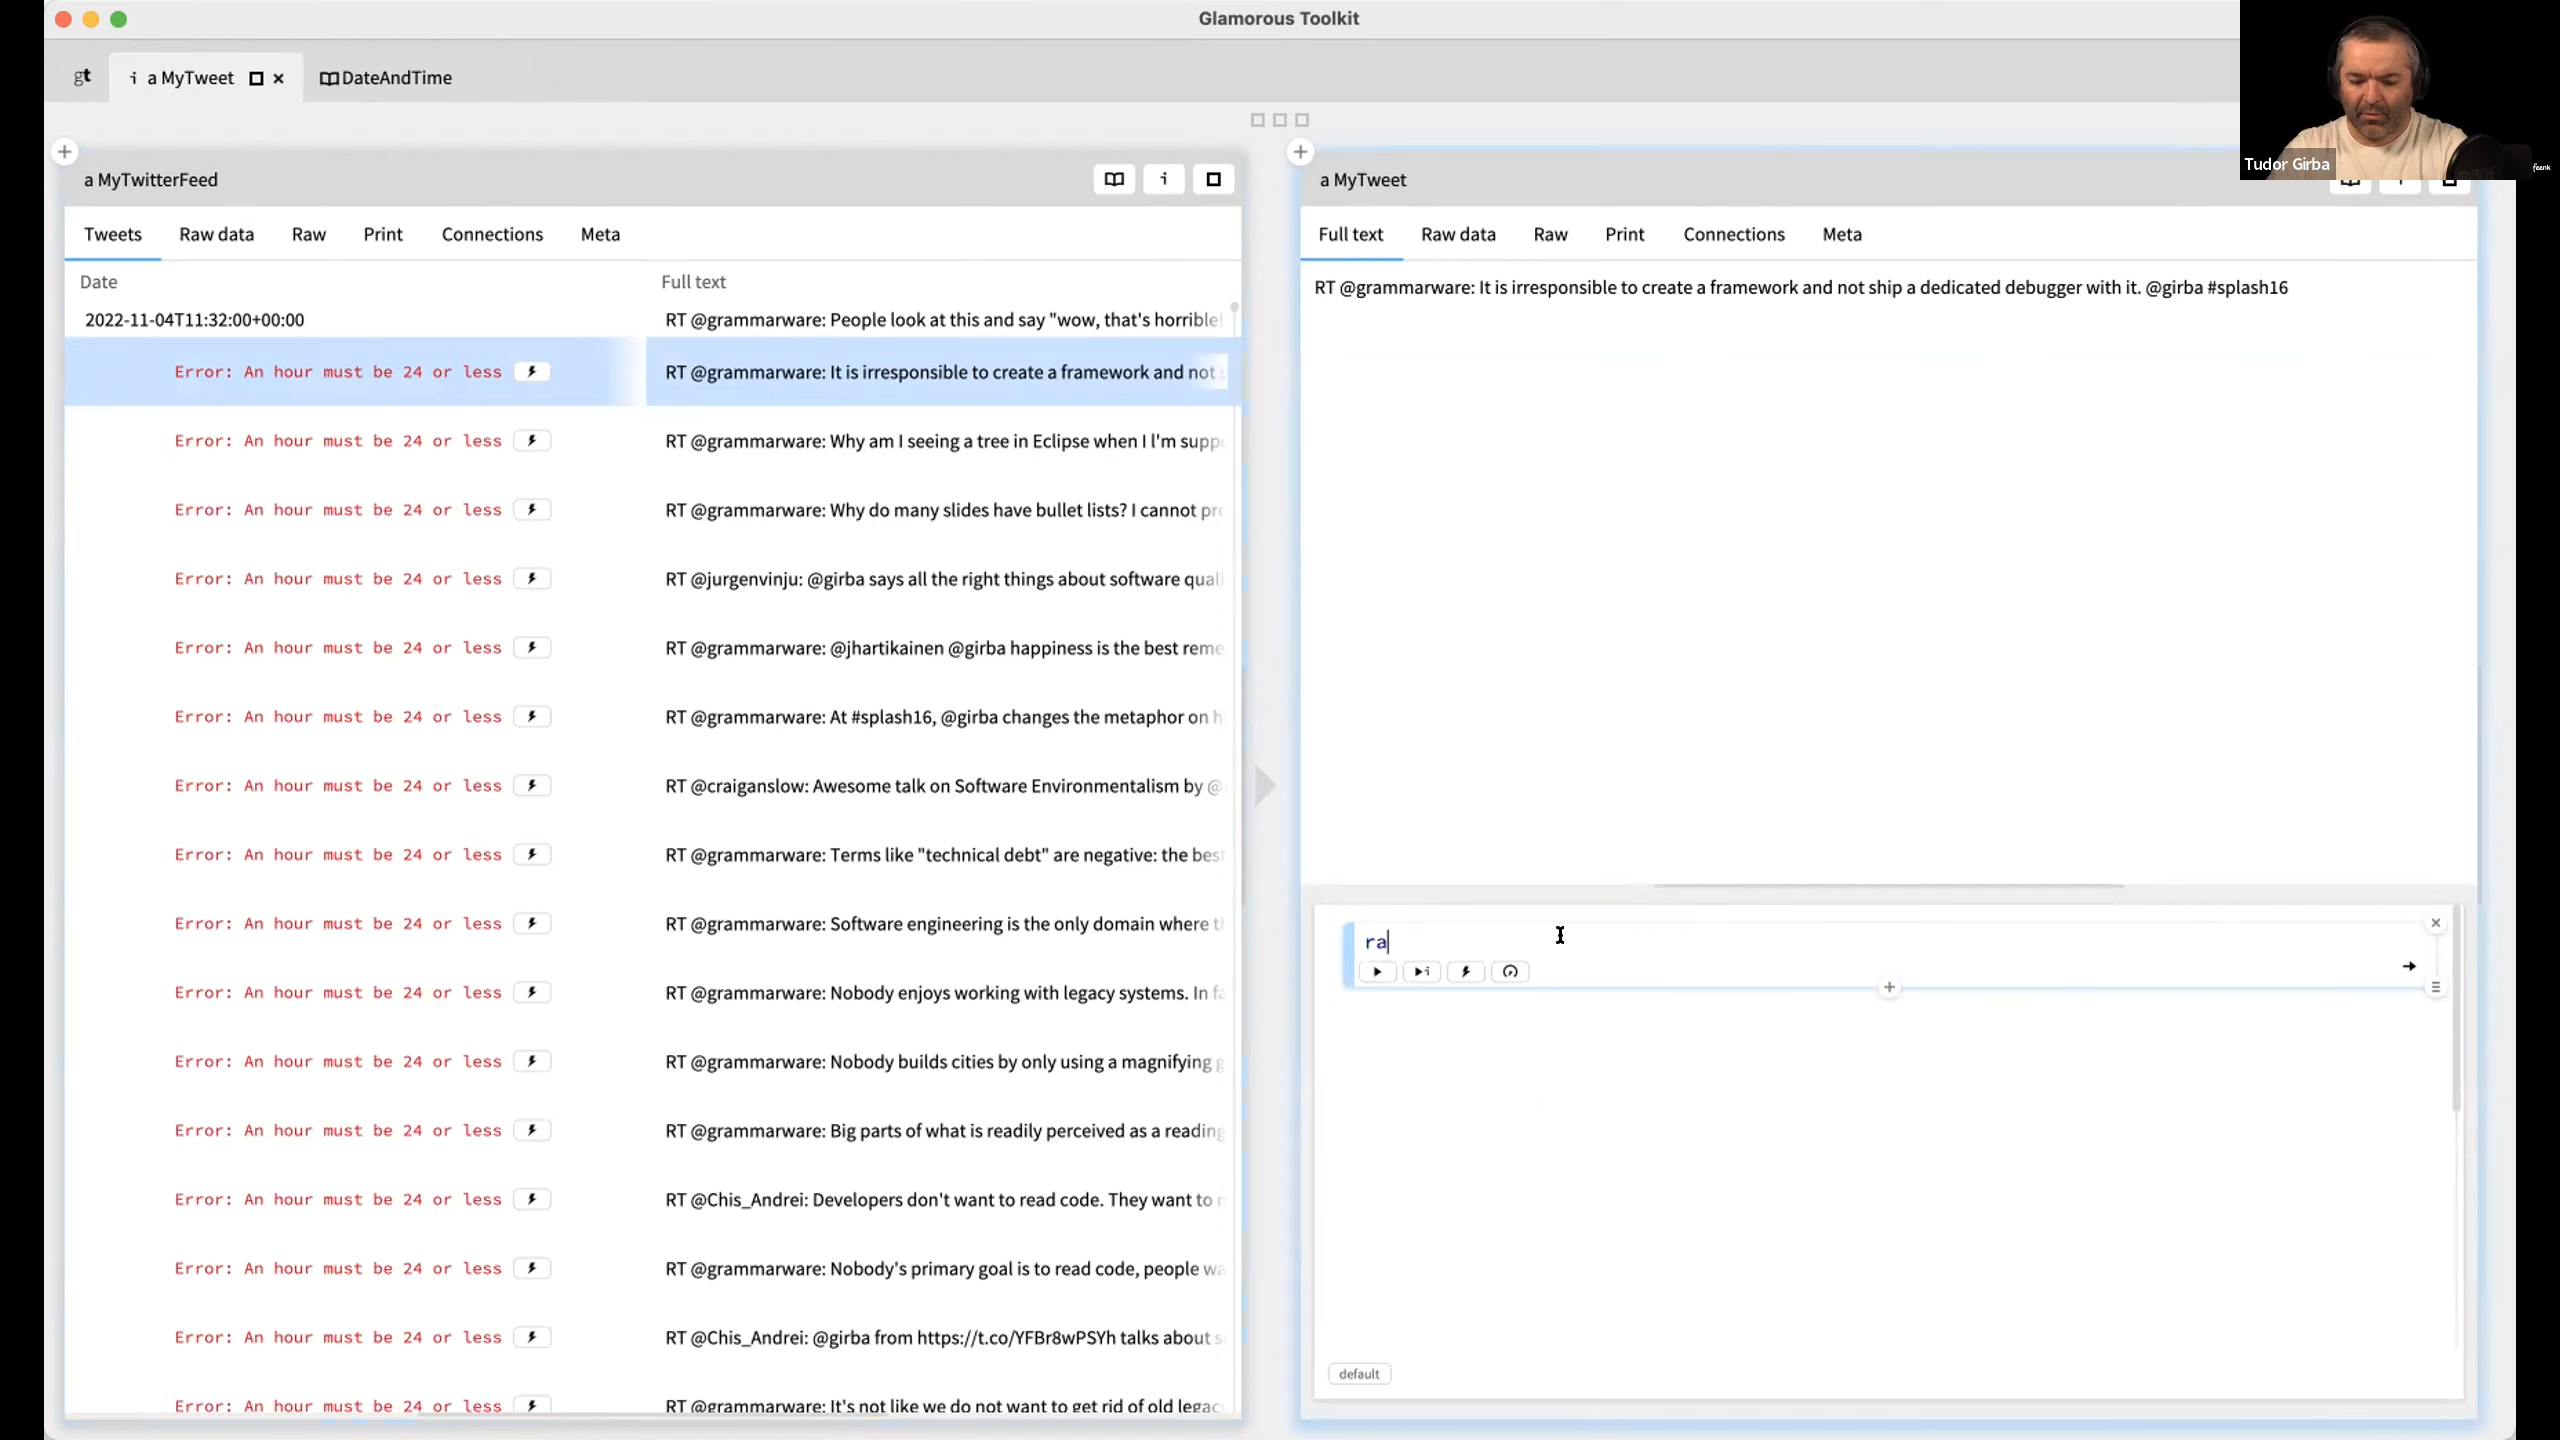 Glamorous Toolkit
gt
i a MyTweet
DateAndTime
Tudor Girba
feenk
a MyTwitterFeed
i
Tweets Raw data Raw Print Connections Meta
Date Full text
2022-11-04T11:32:00+00:00 RT @grammarware: People look at this and say "wow, that's horrible!
Error: An hour must be 24 or less RT @grammarware: It is irresponsible to create a framework and not
Error: An hour must be 24 or less RT @grammarware: Why am I seeing a tree in Eclipse when I I'm supp
Error: An hour must be 24 or less RT @grammarware: Why do many slides have bullet lists? I cannot pr
Error: An hour must be 24 or less RT @jurgenvinju: @girba says all the right things about software quali
Error: An hour must be 24 or less RT @grammarware: @jhartikainen @girba happiness is the best reme
Error: An hour must be 24 or less RT @grammarware: At #splash16, @girba changes the metaphor on h
Error: An hour must be 24 or less RT @craiganslow: Awesome talk on Software Environmentalism by @
Error: An hour must be 24 or less RT @grammarware: Terms like "technical debt" are negative: the best
Error: An hour must be 24 or less RT @grammarware: Software engineering is the only domain where th
Error: An hour must be 24 or less RT @grammarware: Nobody enjoys working with legacy systems. In fa
Error: An hour must be 24 or less RT @grammarware: Nobody builds cities by only using a magnifying g
Error: An hour must be 24 or less RT @grammarware: Big parts of what is readily perceived as a reading
Error: An hour must be 24 or less RT @Chis_Andrei: Developers don't want to read code. They want to
Error: An hour must be 24 or less RT @grammarware: Nobody's primary goal is to read code, people wa
Error: An hour must be 24 or less RT @Chis_Andrei: @girba from https://t.co/YFBr8wPSYh talks about s
Error: An hour must be 24 or less RT @grammarware: It's not like we do not want to get rid of old legac
a MyTweet
Full text Raw data Raw Print Connections Meta
RT @grammarware: It is irresponsible to create a framework and not ship a dedicated debugger with it. @girba #splash16
ra
i
default